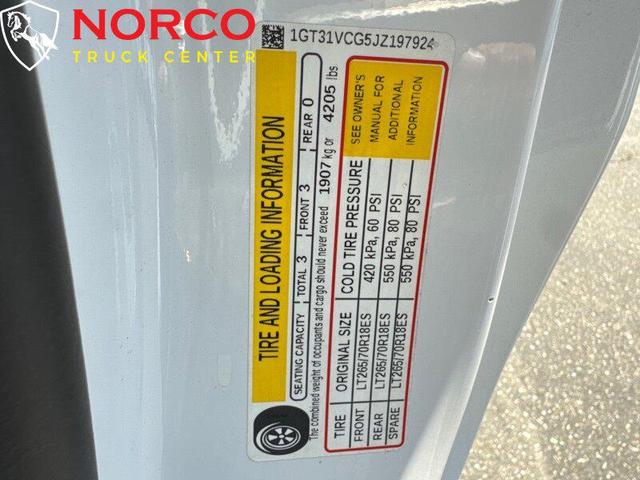 NORCO
TRUCK CENTER
1GT31VCG5JZ197924
TIRE AND LOADING INFORMATION
SEATING CAPACITY TOTAL 3 FRONT 3 REAR 0
The combined weight of occupants and cargo should never exceed 1907 kg or 4205 lbs
TIRE ORIGINAL SIZE COLD TIRE PRESSURE
FRONT LT265/70R18ES 420 kPa, 60 PSI
REAR LT265/70R18ES 550 kPa, 80 PSI
SPARE LT265/70R18ES 550 kPa, 80 PSI
SEE OWNER'S
MANUAL FOR
ADDITIONAL
INFORMATION